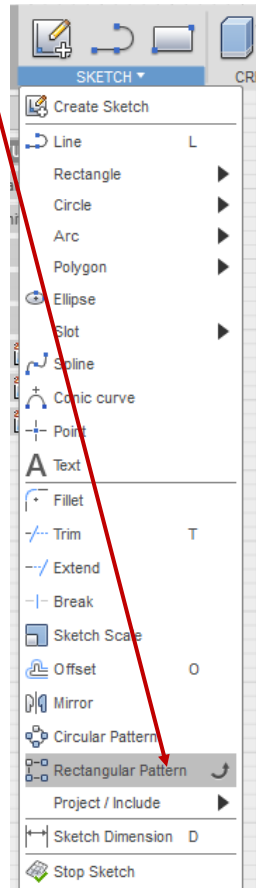 SKETCH ▾
CR
Create Sketch
Line L
Rectangle
Circle
Arc
Polygon
Ellipse
Slot
Spline
Conic curve
Point
Text
Fillet
Trim T
Extend
Break
Sketch Scale
Offset O
Mirror
Circular Pattern
Rectangular Pattern
Project / Include
Sketch Dimension D
Stop Sketch